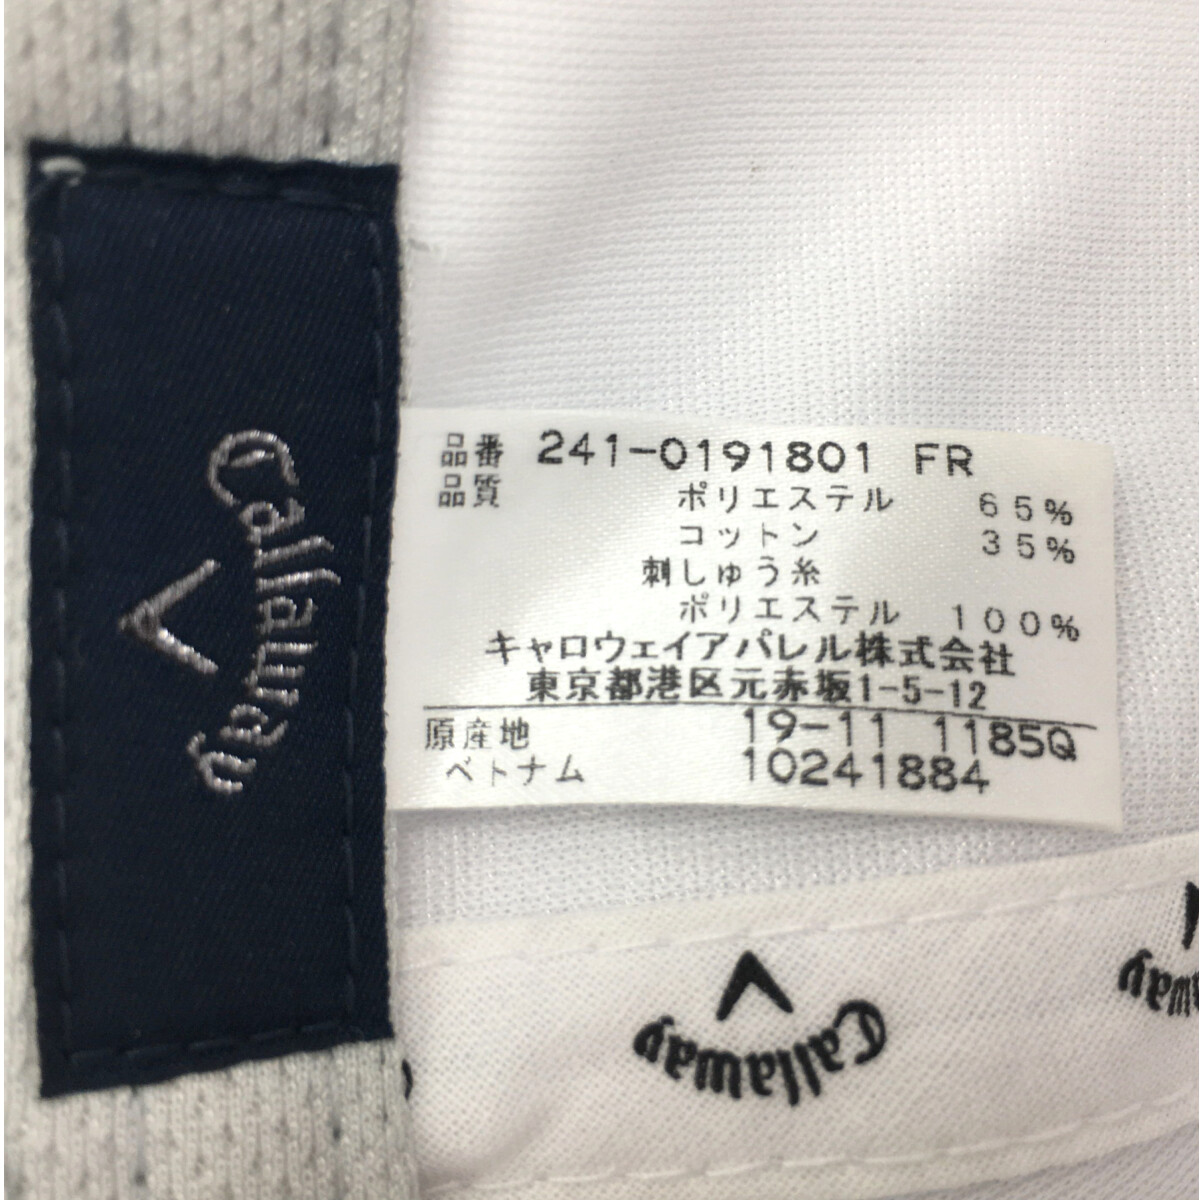 Callaway
品番 241-0191801 FR
品質 ポリエステル 65%
コットン 35%
刺しゅう糸
ポリエステル 100%
キャロウェイアパレル株式会社
東京都港区元赤坂1-5-12
原産地 19-11 1185Q
ベトナム 10241884
Callaway
Callaway